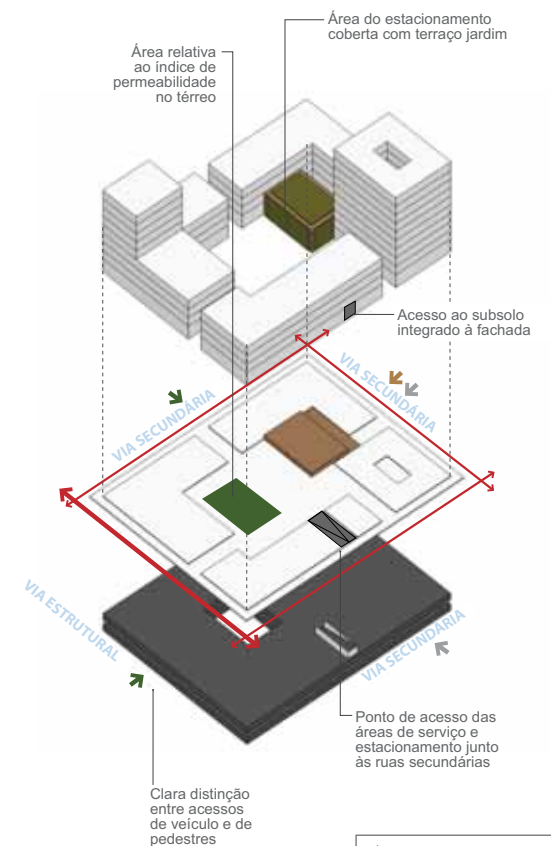 Área do estacionamento
coberta com terraço jardim
Área relativa
ao índice de
permeabilidade
no térreo
Acesso ao subsolo
integrado à fachada
VIA SECUNDÁRIA
VIA SECUNDÁRIA
VIA ESTRUTURAL
VIA SECUNDÁRIA
Ponto de acesso das
áreas de serviço e
estacionamento junto
às ruas secundárias
Clara distinção
entre acessos
de veículo e de
pedestres